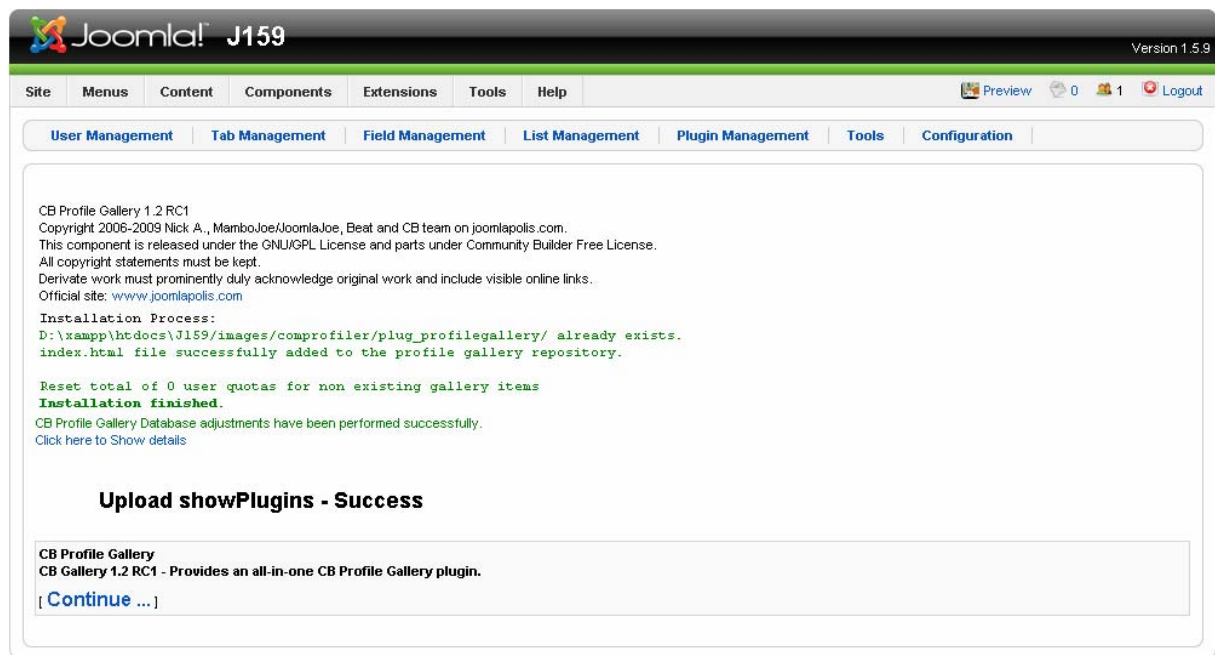 Joomla! J159
Version 1.5.9
Site Menus Content Components Extensions Tools Help Preview 0 1 Logout
User Management Tab Management Field Management List Management Plugin Management Tools Configuration
CB Profile Gallery 1.2 RC1
Copyright 2006-2009 Nick A., MamboJoe/JoomlaJoe, Beat and CB team on joomlapolis.com.
This component is released under the GNU/GPL License and parts under Community Builder Free License.
All copyright statements must be kept.
Derivate work must prominently duly acknowledge original work and include visible online links.
Official site: www.joomlapolis.com
Installation Process:
D:\xampp\htdocs\J159/images/comprofiler/plug_profilegallery/ already exists.
index.html file successfully added to the profile gallery repository.
Reset total of 0 user quotas for non existing gallery items
Installation finished.
CB Profile Gallery Database adjustments have been performed successfully.
Click here to Show details
Upload showPlugins - Success
CB Profile Gallery
CB Gallery 1.2 RC1 - Provides an all-in-one CB Profile Gallery plugin.
[ Continue ... ]